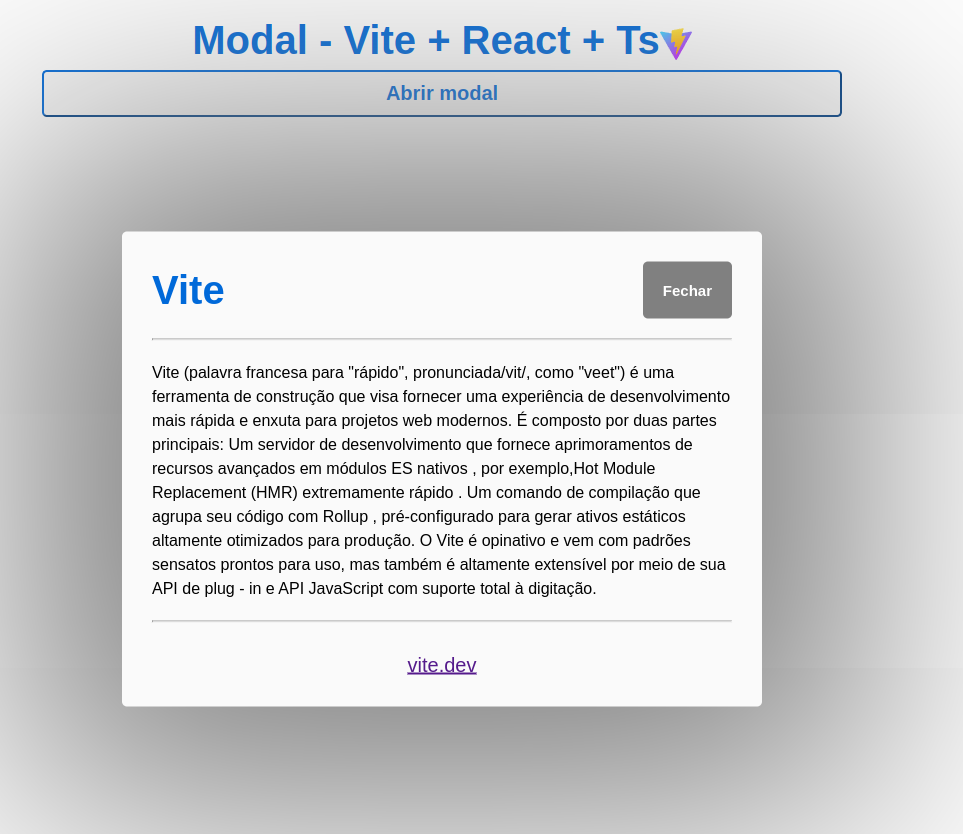 Modal - Vite + React + Ts
Abrir modal
Vite
Fechar
Vite (palavra francesa para "rápido", pronunciada/vit/, como "veet") é uma
ferramenta de construção que visa fornecer uma experiência de desenvolvimento
mais rápida e enxuta para projetos web modernos. É composto por duas partes
principais: Um servidor de desenvolvimento que fornece aprimoramentos de
recursos avançados em módulos ES nativos , por exemplo,Hot Module
Replacement (HMR) extremamente rápido . Um comando de compilação que
agrupa seu código com Rollup , pré-configurado para gerar ativos estáticos
altamente otimizados para produção. O Vite é opinativo e vem com padrões
sensatos prontos para uso, mas também é altamente extensível por meio de sua
API de plug - in e API JavaScript com suporte total à digitação.
vite.dev